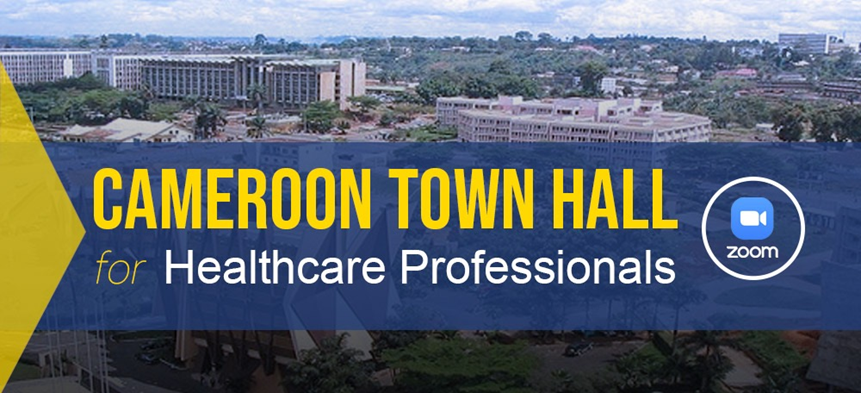 CAMEROON TOWN HALL
for Healthcare Professionals
zoom